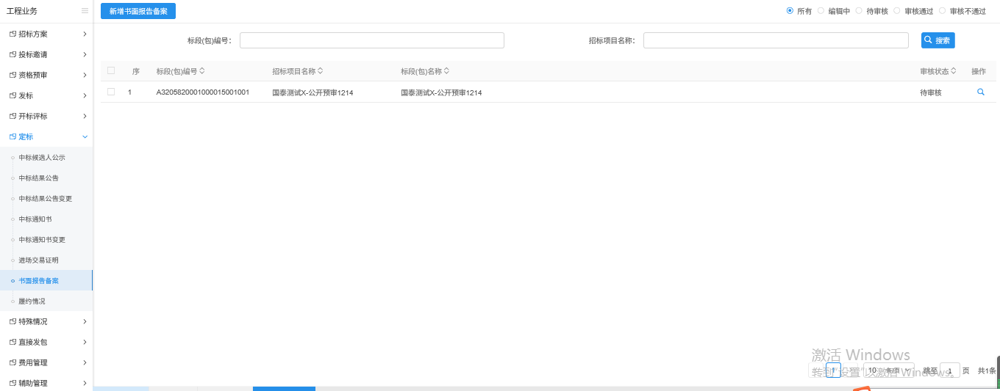 工程业务
新增书面报告备案
所有 编辑中 待审核 审核通过 审核不通过
招标方案
投标邀请
资格预审
发标
开标评标
定标
中标候选人公示
中标结果公告
中标结果公告变更
中标通知书
中标通知书变更
进场交易证明
书面报告备案
履约情况
特殊情况
直接发包
费用管理
辅助管理
标段(包)编号:
招标项目名称:
搜索
序 标段(包)编号 招标项目名称 标段(包)名称 审核状态 操作
1 A3205820001000015001001 国泰测试X-公开预审1214 国泰测试X-公开预审1214 待审核
激活 Windows
转到"设置"以激活 Windows。
1 10 条/页 跳至 1 页 共1条